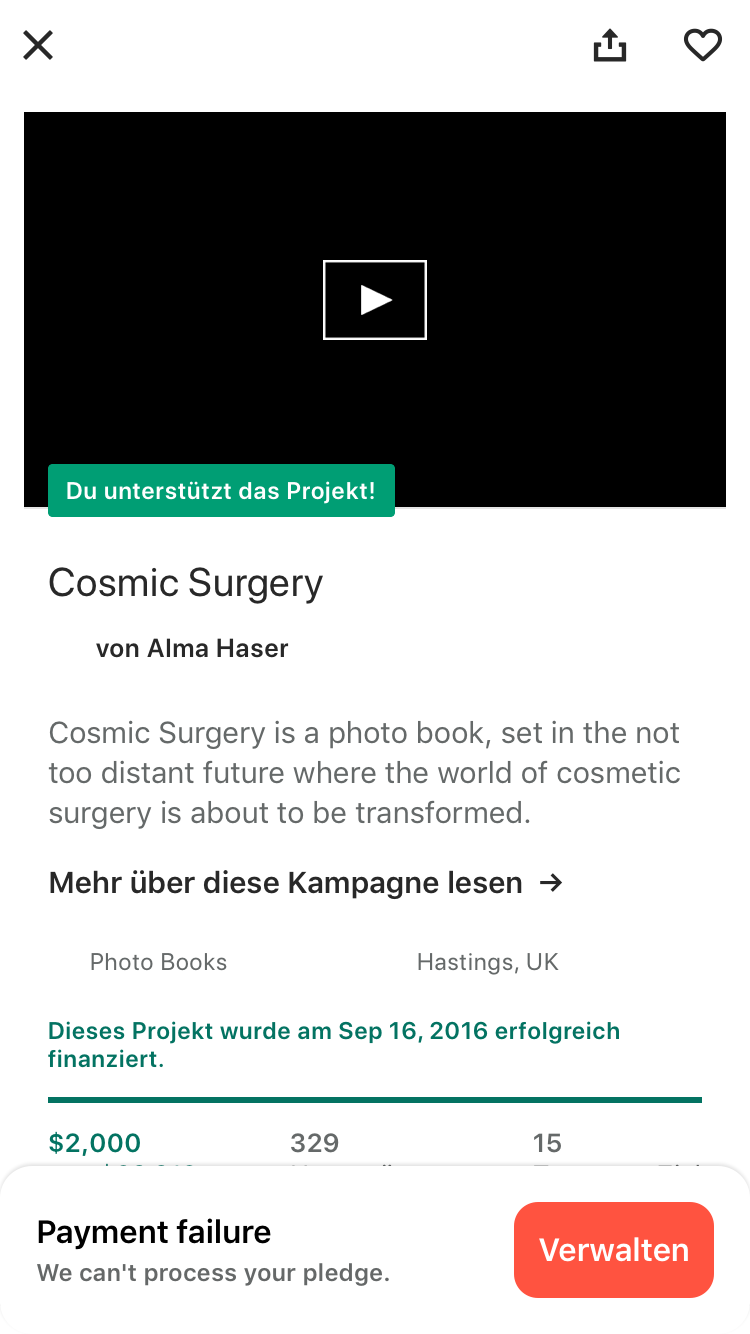 Du unterstützt das Projekt!
Cosmic Surgery
von Alma Haser
Cosmic Surgery is a photo book, set in the not
too distant future where the world of cosmetic
surgery is about to be transformed.
Mehr über diese Kampagne lesen →
Photo Books
Hastings, UK
Dieses Projekt wurde am Sep 16, 2016 erfolgreich
finanziert.
$2,000
329
15
Payment failure
We can't process your pledge.
Verwalten